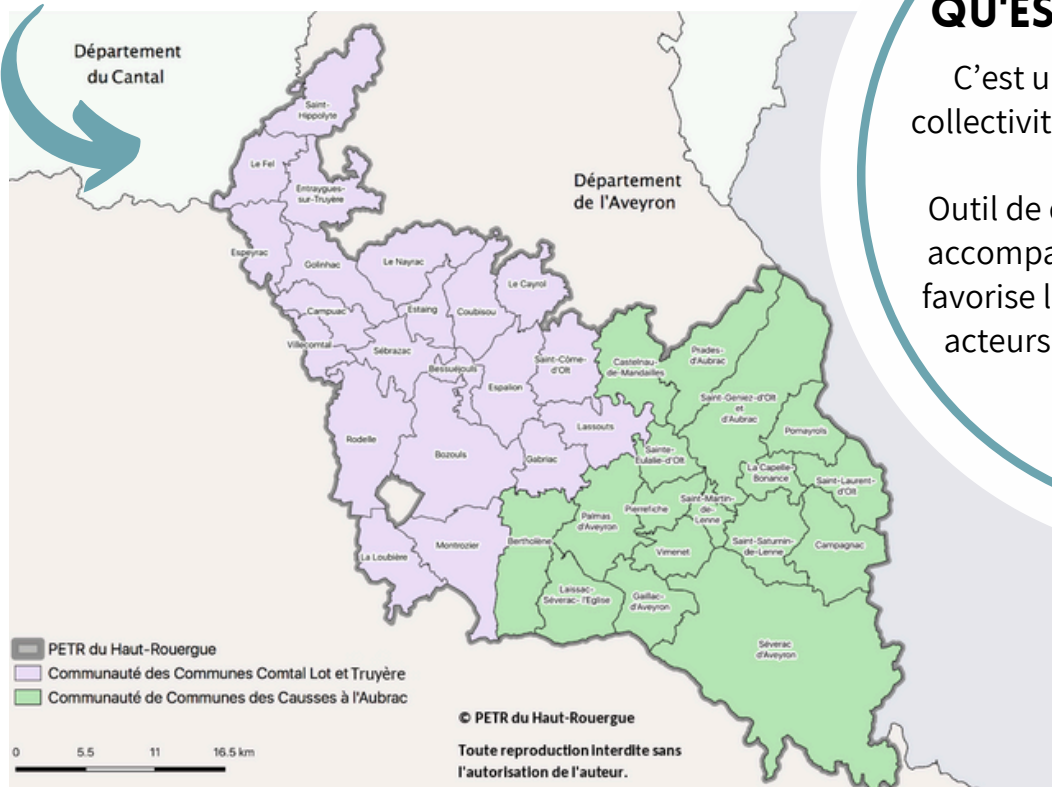 Département
du Cantal
QU'ES
C’est u
collectivit
Outil de
accompa
favorise l
acteurs
Département
de l'Aveyron
Saint-
Hippolyte
Le Fel
Entraygues-
sur-Truyère
Espeyrac
Golinhac
Le Nayrac
Le Cayrol
Campuac
Estaing
Coubisou
Villecomtal
Sébrazac
Bessuéjouls
Espalion
Saint-Côme-
d'Olt
Castelnau-
de-Mandailles
Prades-
d'Aubrac
Saint-Geniez-d'Olt
et
d'Aubrac
Pomayrols
Lassouts
Rodelle
Bozouls
Gabriac
Sainte-
Eulalie-d'Olt
La Capelle-
Bonance
Saint-Laurent-
d'Olt
Palmas
d'Aveyron
Pierrefiche
Saint-Martin-
de-
Lenne
Bertholène
Vimenet
Saint-Saturnin-
de-Lenne
Campagnac
La Loubière
Montrozier
Laissac-
Séverac- l'Eglise
Gaillac-
d'Aveyron
Séverac
d'Aveyron
PETR du Haut-Rouergue
Communauté des Communes Comtal Lot et Truyère
Communauté de Communes des Causses à l'Aubrac
0 5.5 11 16.5 km
© PETR du Haut-Rouergue
Toute reproduction interdite sans
l'autorisation de l'auteur.